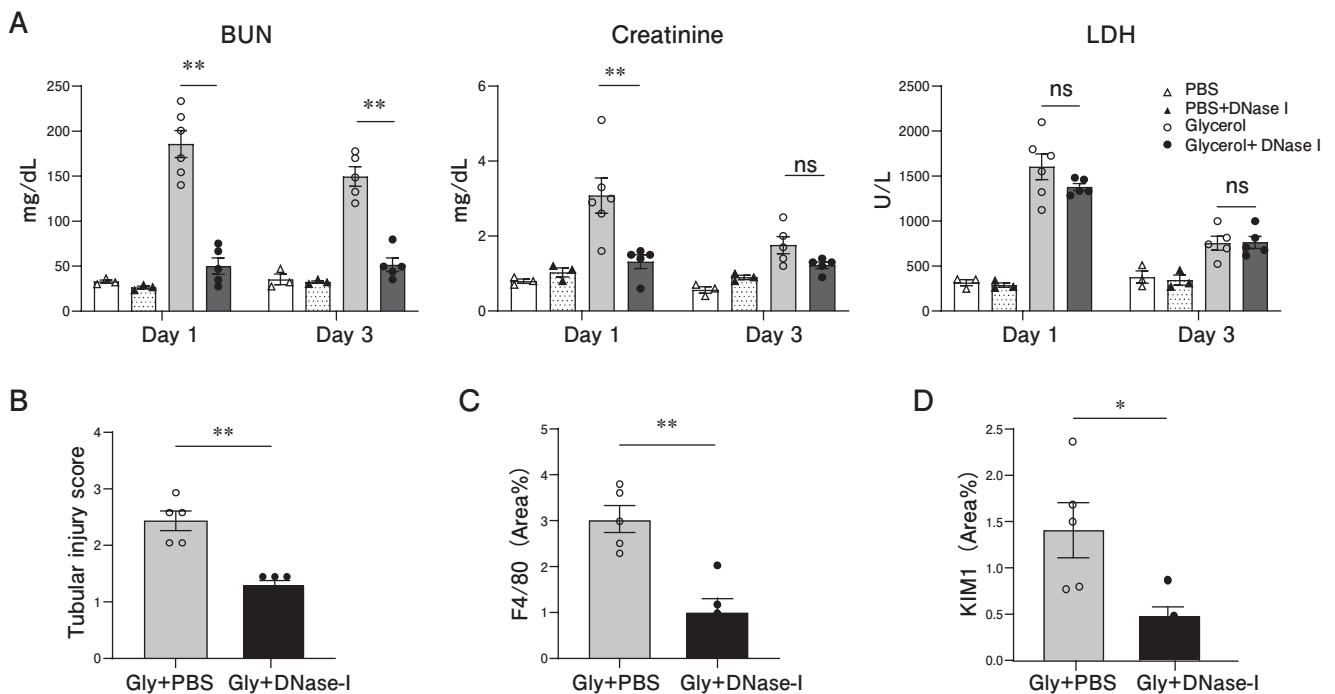 A
BUN
Creatinine
LDH
**
**
**
ns
ns
ns
250
200
150
100
50
0
mg/dL
Day 1
Day 3
6
4
2
0
mg/dL
Day 1
Day 3
2500
2000
1500
1000
500
0
U/L
Day 1
Day 3
PBS
PBS+DNase I
Glycerol
Glycerol+ DNase I
B
**
4
3
2
1
0
Tubular injury score
Gly+PBS
Gly+DNase-I
C
**
5
4
3
2
1
0
F4/80 (Area%)
Gly+PBS
Gly+DNase-I
D
*
2.5
2.0
1.5
1.0
0.5
0.0
KIM1 (Area%)
Gly+PBS
Gly+DNase-I